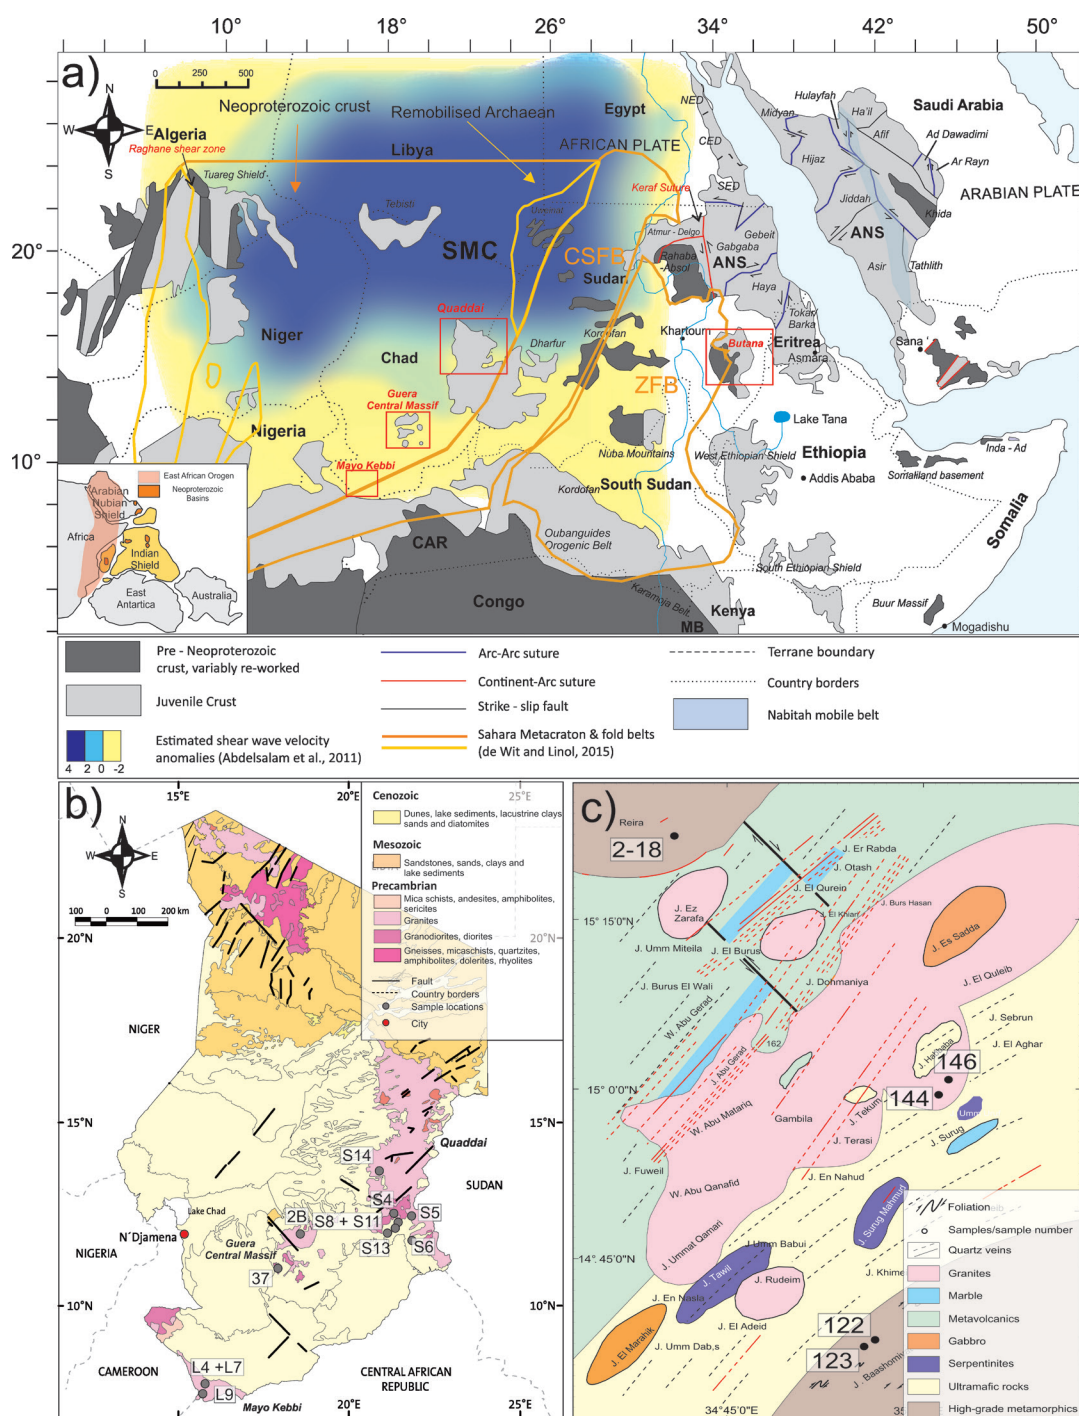 10°
18°
26°
34°
42°
50°
a)
0 250 500
N
W E
S
Neoproterozoic crust
Remobilised Archaean
Egypt
NED
Midyan
Hulayfah
Ha'il
Saudi Arabia
Algeria
Raghane shear zone
Libya
AFRICAN PLATE
CED
Afif
Ad Dawadimi
Ar Rayn
Hijaz
Tuareg Shield
Keraf Suture
SED
ARABIAN PLATE
Tebisti
Jiddah
Khida
20°
SMC
CSFB
Atmur - Delgo
Gebeit
Gabgaba
ANS
ANS
Rahaba
-Absol
Sudan
Asir
Tathlith
Haya
Quaddai
Tokar
Barka
Niger
Kordofan
Khartoum
Eritrea
Asmara
Sana'
Chad
Dharfur
Butana
ZFB
Guera
Central Massif
Lake Tana
Nigeria
Nuba Mountains
West Ethiopian Shield
Ethiopia
Inda - Ad
10°
Mayo Kebbi
Addis Ababa
Somaliland basement
East African Orogen
Neoproterozoic
Basins
Arabian
Nubian
Shield
Africa
Indian
Shield
East
Antartica
Australia
Kordofan
South Sudan
Somalia
CAR
Oubanguides
Orogenic Belt
South Ethiopian Shield
Congo
Karamoja Belt
Kenya
MB
Buur Massif
Mogadishu
Pre - Neoproterozoic
crust, variably re-worked
Juvenile Crust
Estimated shear wave velocity
anomalies (Abdelsalam et al., 2011)
4 2 0 -2
Arc-Arc suture
Continent-Arc suture
Strike - slip fault
Sahara Metacraton & fold belts
(de Wit and Linol, 2015)
Terrane boundary
Country borders
Nabitah mobile belt
b)
15°E
20°E
25°E
N
W E
S
100 0 100 200 km
Cenozoic
Dunes, lake sediments, lacustrine clays
sands and diatomites
Mesozoic
Sandstones, sands, clays and
lake sediments
Precambrian
Mica schists, andesites, amphibolites,
sericites
Granites
Granodiorites, diorites
Gneisses, micaschists, quartzites,
amphibolites, dolerites, rhyolites
Fault
Country borders
Sample locations
City
20°N
20°N
NIGER
15°N
15°N
Quaddai
S14
SUDAN
S4
Lake Chad
2B
S8 + S11
S5
N'Djamena
Guera
Central Massif
S13
S6
NIGERIA
37
10°N
10°N
CAMEROON
L4 +L7
L9
CENTRAL AFRICAN
REPUBLIC
Mayo Kebbi
15°E
20°E
25°E
c)
Reira
2-18
J. Er Rabda
J. Otash
J. El Qurein
J. Ez
Zarafa
J. El Khiarif
J. Burs Hasan
15° 15'0"N
J. Es Sadda
J. Umm Miteila
J. El Burus
J. Burus El Wali
J. Dohmaniya
J. El Quleib
W. Abu Gerad
J. Sebrun
162
J. Hatbaba
J. El Aghar
J. Abu Gerad
146
15° 0'0"N
144
W. Abu Matariq
Gambila
J. Tekum
Umm
J. Terasi
J. Surug
J. Fuweil
J. En Nahud
W. Abu Qanafid
J. Surug Mahmud
J. Ummat Qamari
J. Umm Babui
14° 45'0"N
J. Tawil
J. Rudeim
J. Khime
J. En Nasla
J. El Adeid
J. El Marahik
J. Umm Dab,s
122
123
J. Baashomi
34°45'0"E
35
Foliation
Samples/sample number
Quartz veins
Granites
Marble
Metavolcanics
Gabbro
Serpentinites
Ultramafic rocks
High-grade metamorphics